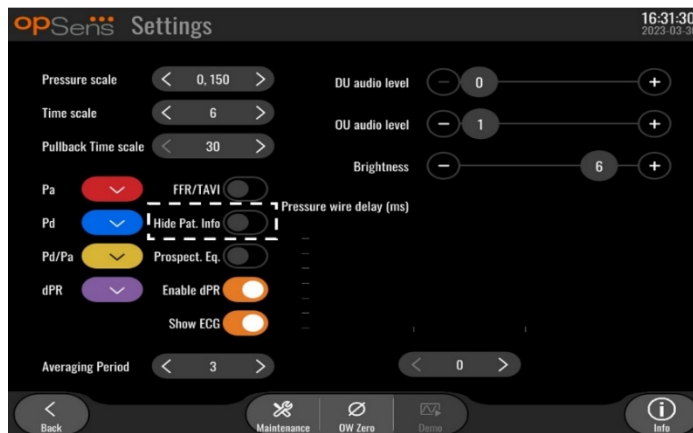 opSens Settings
16:31:30
2023-03-30
Pressure scale
0, 150
DU audio level
0
Time scale
6
OU audio level
1
Pullback Time scale
30
Brightness
6
Pa
FFR/TAVI
Pressure wire delay (ms)
Pd
Hide Pat. Info
Pd/Pa
Prospect. Eq.
dPR
Enable dPR
Show ECG
Averaging Period
3
0
Back
Maintenance
OW Zero
Demo
Info